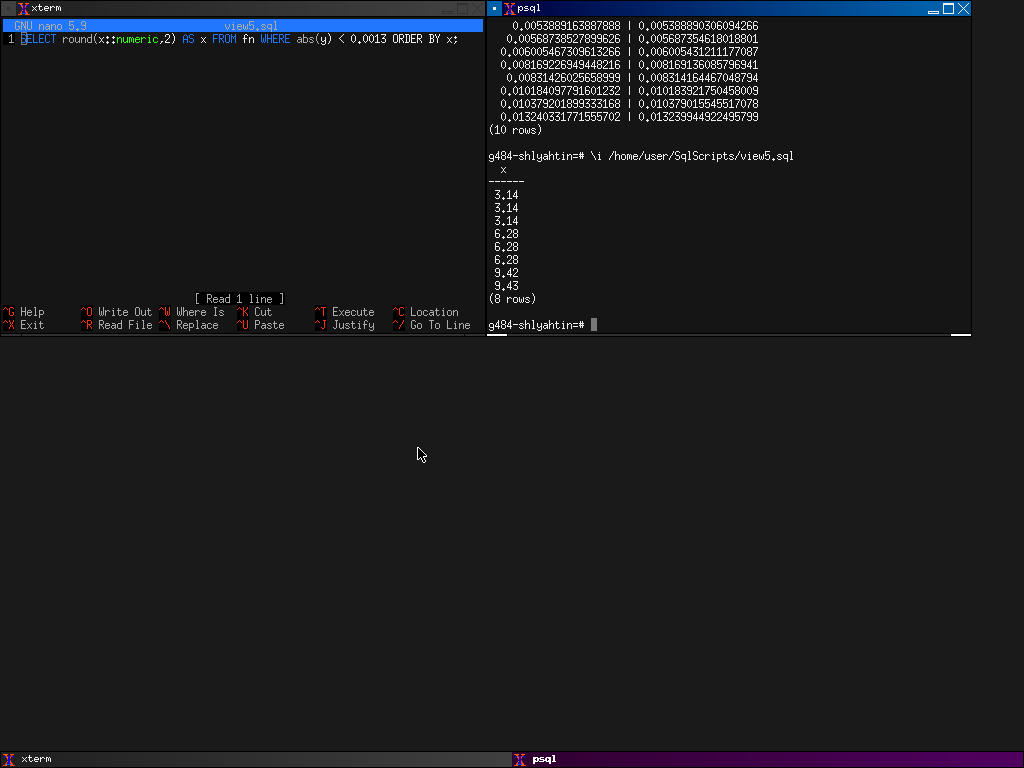 xterm
GNU nano 5.9 view5.sql
1 SELECT round(x::numeric,2) AS x FROM fn WHERE abs(y) < 0.0013 ORDER BY x;
[ Read 1 line ]
^G Help ^O Write Out ^W Where Is ^K Cut ^T Execute ^C Location
^X Exit ^R Read File ^\ Replace ^U Paste ^J Justify ^/ Go To Line
psql
0.0053889163887888 | 0.005388890306094266
0.00568738527899626 | 0.005687354618018801
0.006005467309613266 | 0.006005431211177087
0.008169226949448216 | 0.008169136085796941
0.00831426025658999 | 0.008314164467048794
0.010184097791601232 | 0.010183921750458009
0.010379201899333168 | 0.010379015545517078
0.013240331771555702 | 0.013239944922495799
(10 rows)
g484-shlyahtin=# \i /home/user/SqlScripts/view5.sql
x
------
3.14
3.14
3.14
6.28
6.28
6.28
9.42
9.43
(8 rows)
g484-shlyahtin=#
xterm
psql